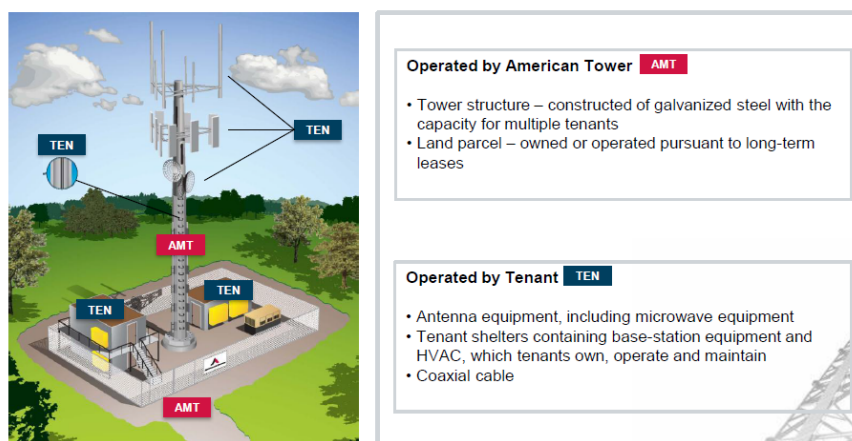 TEN
TEN
AMT
TEN
TEN
AMT
Operated by American Tower AMT
• Tower structure – constructed of galvanized steel with the
capacity for multiple tenants
• Land parcel – owned or operated pursuant to long-term
leases
Operated by Tenant TEN
• Antenna equipment, including microwave equipment
• Tenant shelters containing base-station equipment and
HVAC, which tenants own, operate and maintain
• Coaxial cable